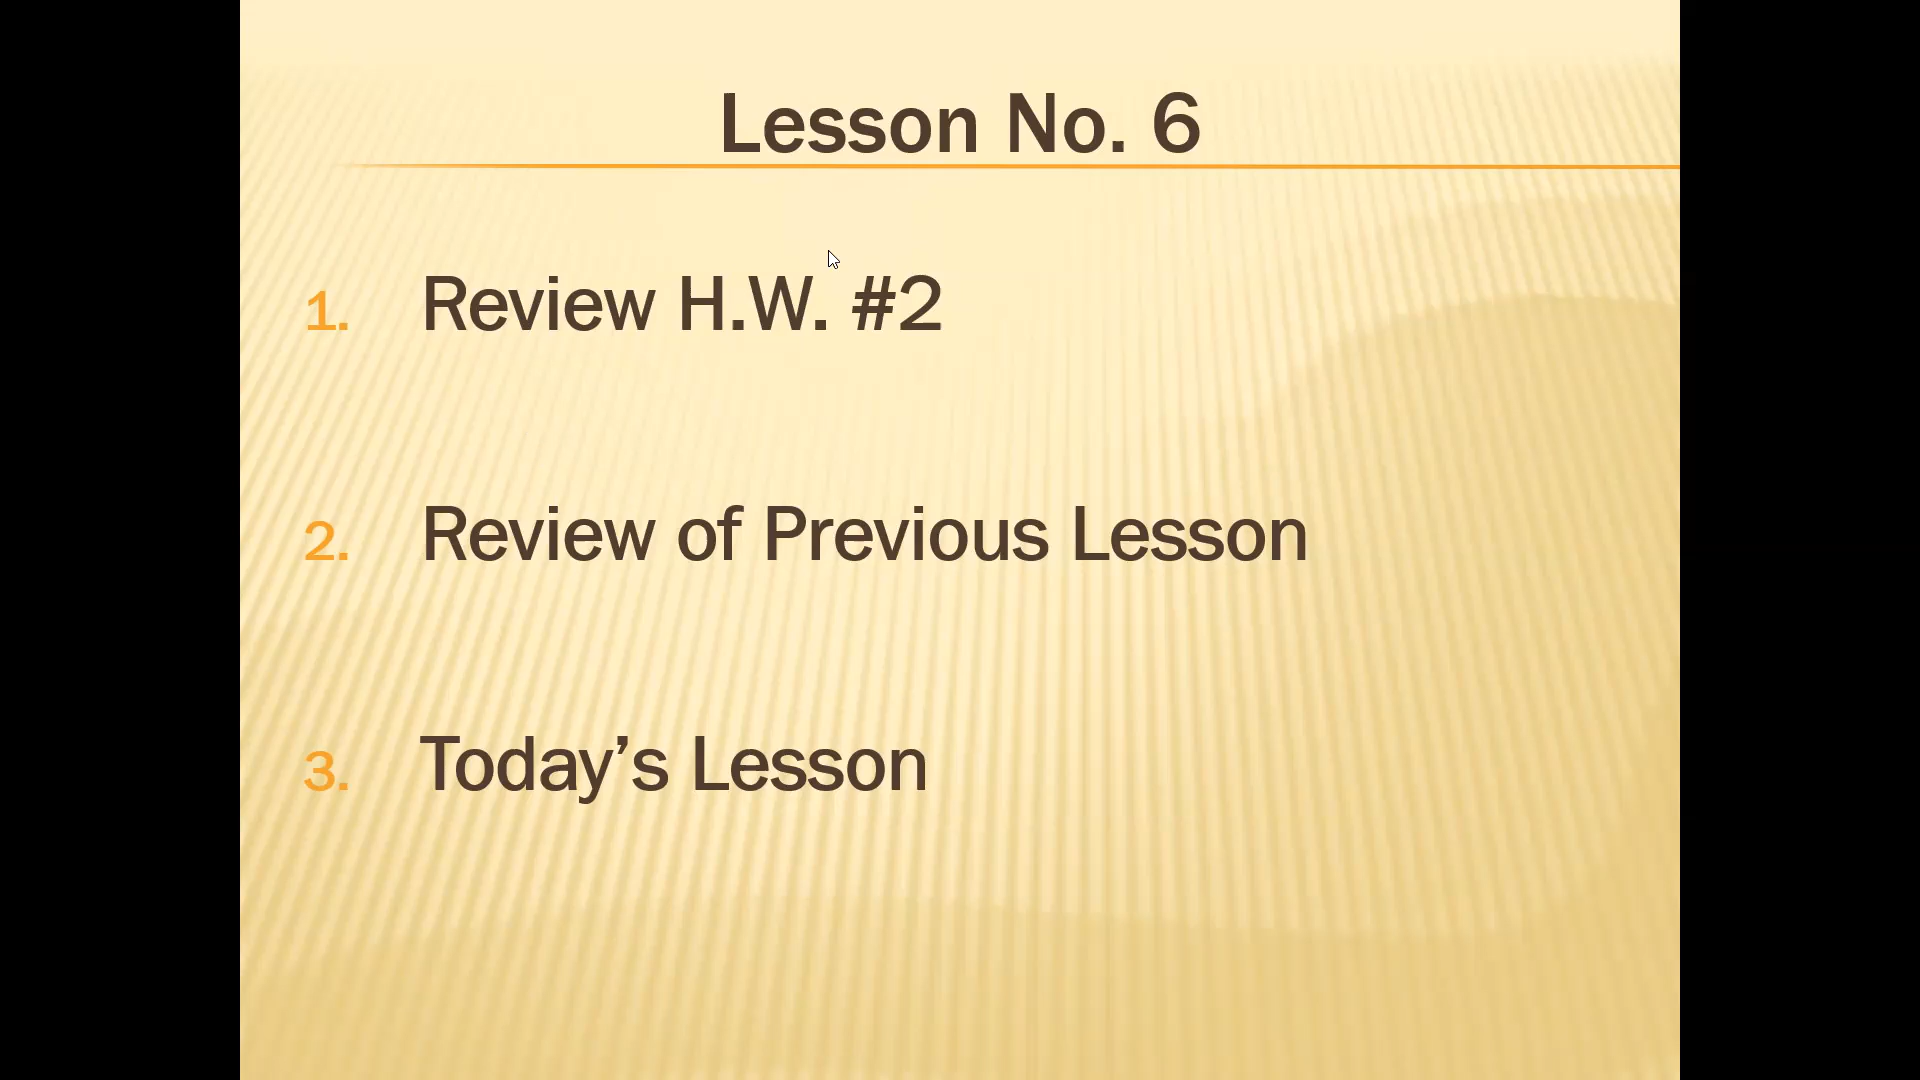 Lesson No. 6
1. Review H.W. #2
2. Review of Previous Lesson
3. Today’s Lesson